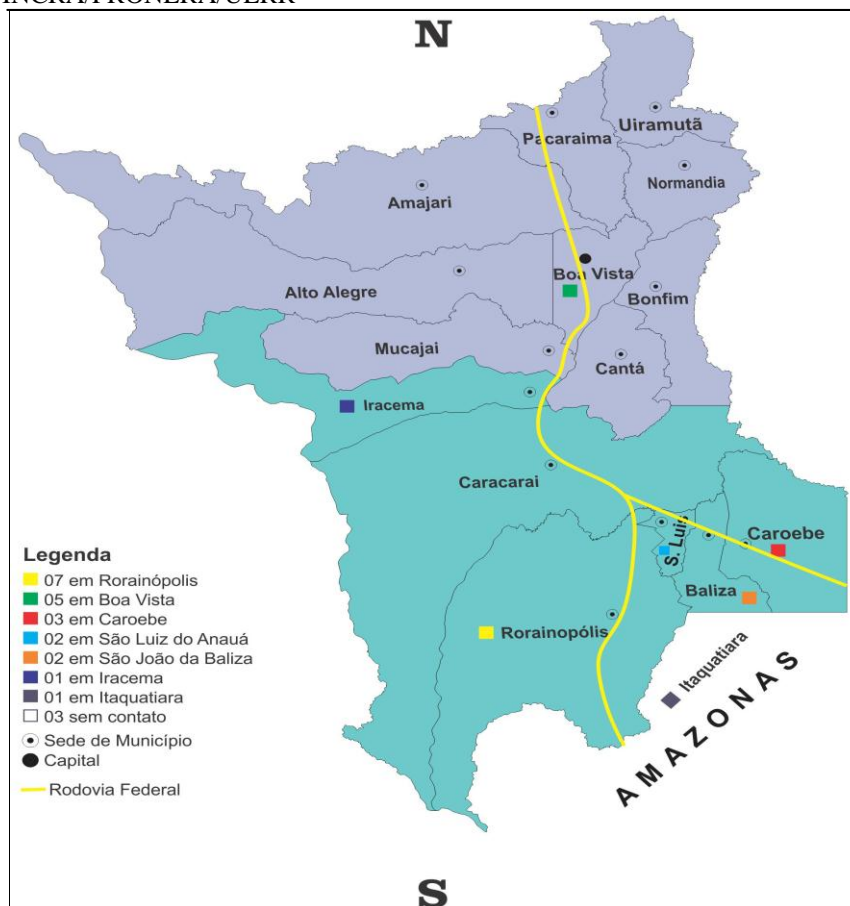 INCRA/PRONERA/UERR
N
Uiramutã
Pacaraima
Normandia
Amajari
Boa Vista
Alto Alegre
Bonfim
Mucajai
Cantá
Iracema
Caracarai
S. Luis
Caroebe
Baliza
Rorainopólis
Itaquatiara
AMAZONAS
Legenda
07 em Rorainópolis
05 em Boa Vista
03 em Caroebe
02 em São Luiz do Anauá
02 em São João da Baliza
01 em Iracema
01 em Itaquatiara
03 sem contato
Sede de Município
Capital
Rodovia Federal
S